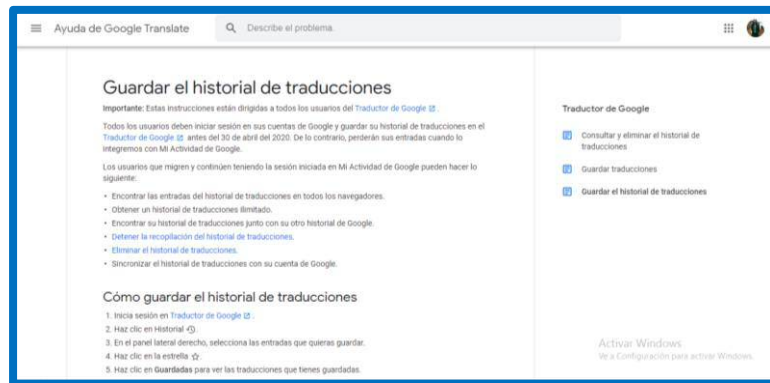 Ayuda de Google Translate
Describe el problema
Guardar el historial de traducciones
Importante: Estas instrucciones están dirigidas a todos los usuarios del Traductor de Google.
Todos los usuarios deben iniciar sesión en sus cuentas de Google y guardar su historial de traducciones en el
Traductor de Google antes del 30 de abril del 2020. De lo contrario, perderán sus entradas cuando lo
integremos con Mi Actividad de Google.
Los usuarios que migren y continúen teniendo la sesión iniciada en Mi Actividad de Google pueden hacer lo
siguiente:
• Encontrar las entradas del historial de traducciones en todos los navegadores.
• Obtener un historial de traducciones ilimitado.
• Encontrar su historial de traducciones junto con su otro historial de Google.
• Detener la recopilación del historial de traducciones.
• Eliminar el historial de traducciones.
• Sincronizar el historial de traducciones con su cuenta de Google.
Cómo guardar el historial de traducciones
1. Inicia sesión en Traductor de Google.
2. Haz clic en Historial.
3. En el panel lateral derecho, selecciona las entradas que quieras guardar.
4. Haz clic en la estrella.
5. Haz clic en Guardadas para ver las traducciones que tienes guardadas.
Traductor de Google
Consultar y eliminar el historial de
traducciones
Guardar traducciones
Guardar el historial de traducciones
Activar Windows
Ve a Configuración para activar Windows.